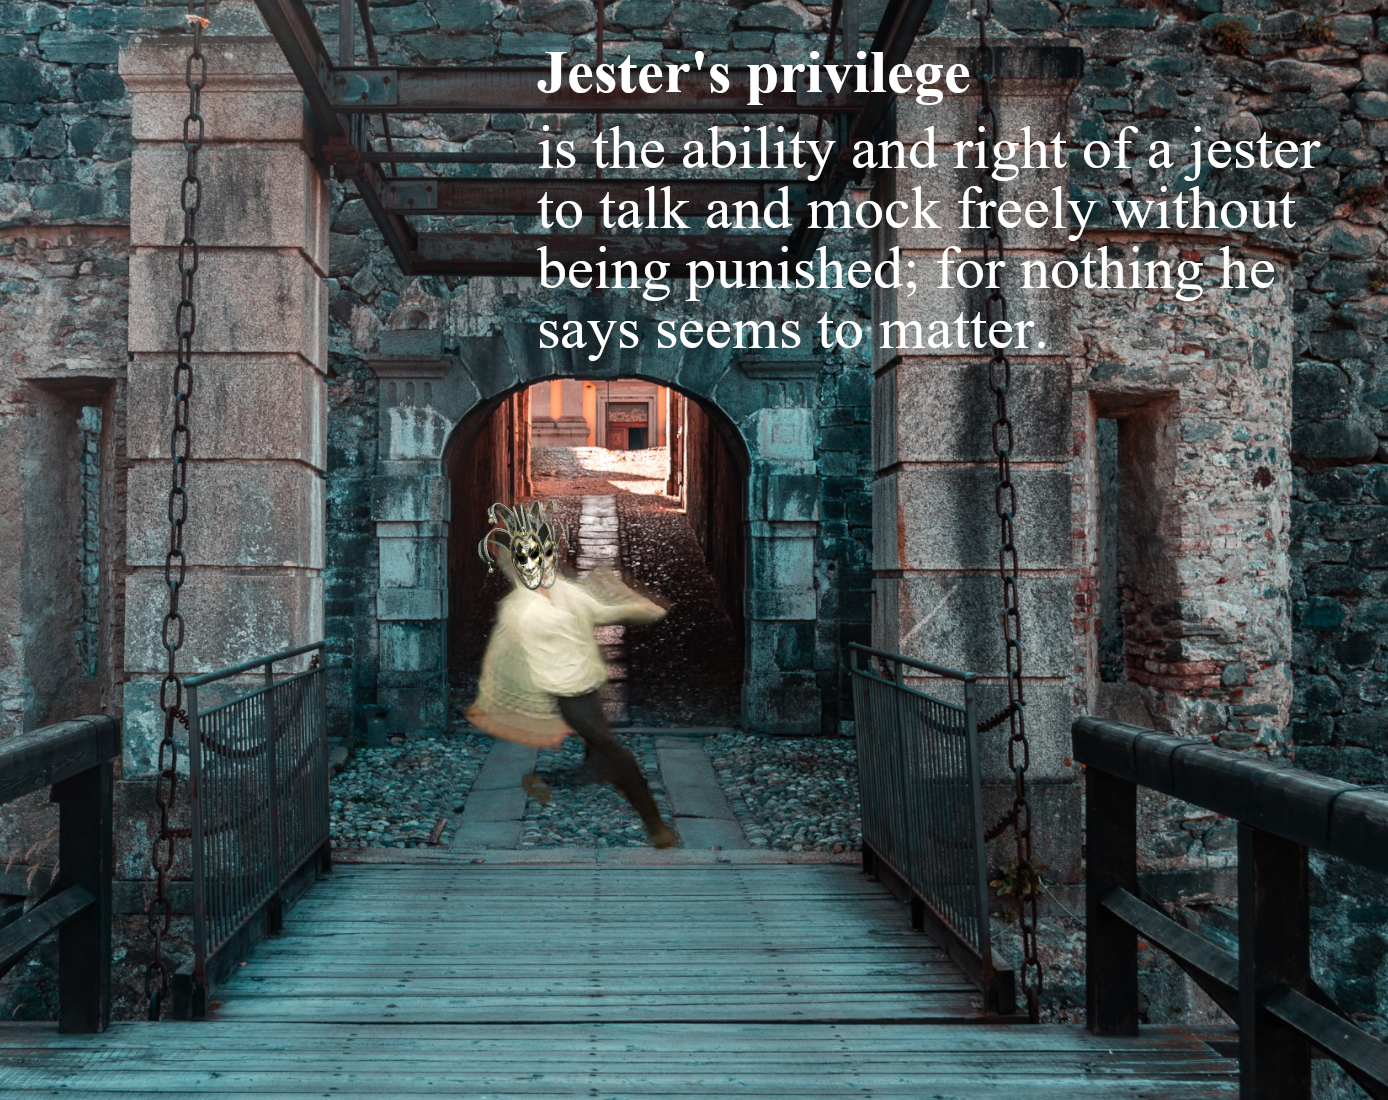 Jester's privilege
is the ability and right of a jester
to talk and mock freely without
being punished; for nothing he
says seems to matter.